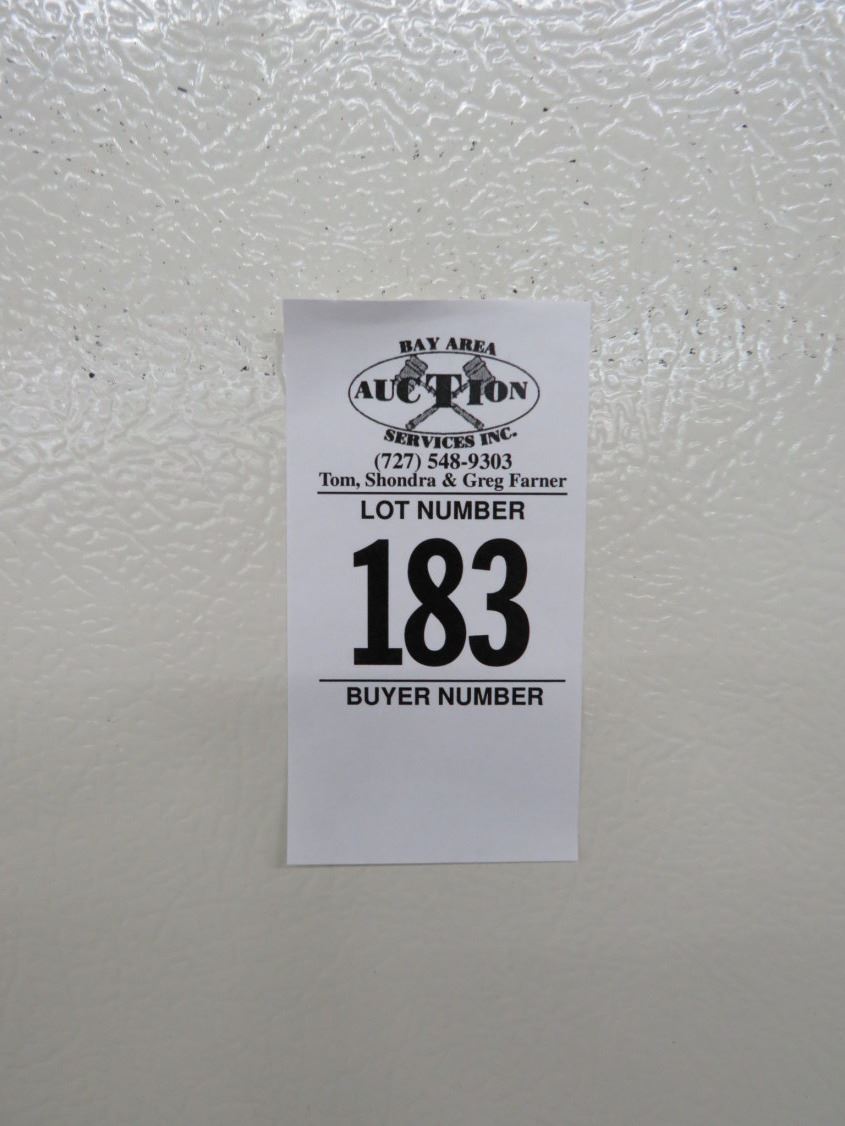 BAY AREA
AUCTION
SERVICES INC.
(727) 548-9303
Tom, Shondra & Greg Farner
LOT NUMBER
183
BUYER NUMBER